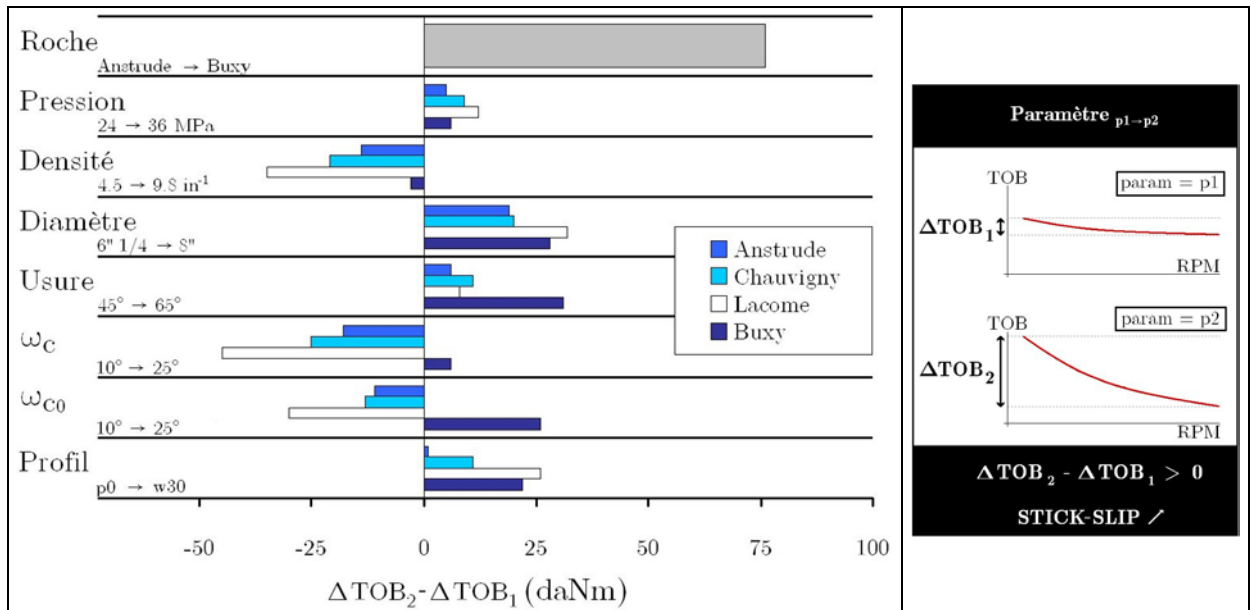 Roche
Anstrude → Buxy
Pression
24 → 36 MPa
Densité
4.5 → 9.8 in⁻¹
Diamètre
6" 1/4 → 8"
Usure
45° → 65°
ω_C
10° → 25°
ω_C0
10° → 25°
Profil
p0 → w30
-50 -25 0 25 50 75 100
ΔTOB₂-ΔTOB₁ (daNm)
Anstrude
Chauvigny
Lacome
Buxy
Paramètre p1→p2
TOB
param = p1
ΔTOB₁
RPM
TOB
param = p2
ΔTOB₂
RPM
ΔTOB₂ - ΔTOB₁ > 0
STICK-SLIP ↗